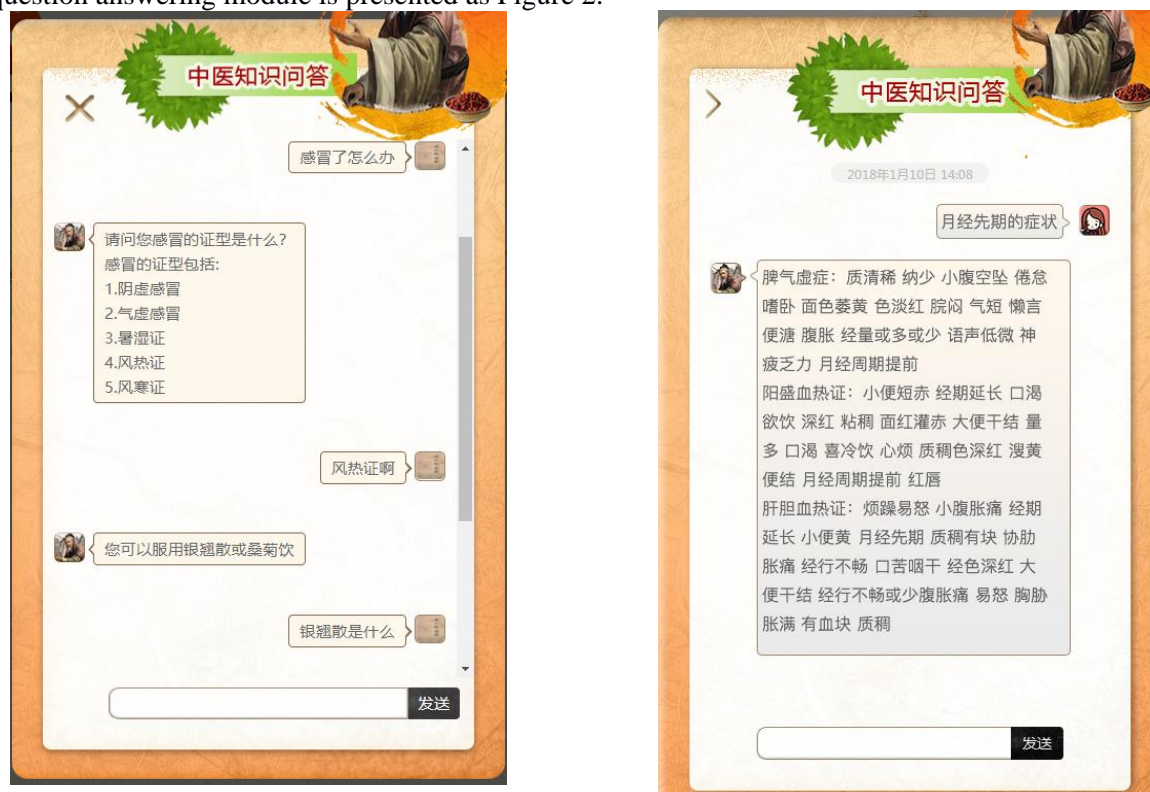 question answering module is presented as Figure 2.
中医知识问答
感冒了怎么办
请问您感冒的证型是什么?
感冒的证型包括:
1.阴虚感冒
2.气虚感冒
3.暑湿证
4.风热证
5.风寒证
风热证啊
您可以服用银翘散或桑菊饮
银翘散是什么
发送
中医知识问答
2018年1月10日 14:08
月经先期的症状
脾气虚症：质清稀 纳少 小腹空坠 倦怠
嗜卧 面色萎黄 色淡红 脘闷 气短 懒言
便溏 腹胀 经量或多或少 语声低微 神
疲乏力 月经周期提前
阳盛血热证：小便短赤 经期延长 口渴
欲饮 深红 粘稠 面红灌赤 大便干结 量
多 口渴 喜冷饮 心烦 质稠色深红 溲黄
便结 月经周期提前 红唇
肝胆血热证：烦躁易怒 小腹胀痛 经期
延长 小便黄 月经先期 质稠有块 协肋
胀痛 经行不畅 口苦咽干 经色深红 大
便干结 经行不畅或少腹胀痛 易怒 胸胁
胀满 有血块 质稠
发送